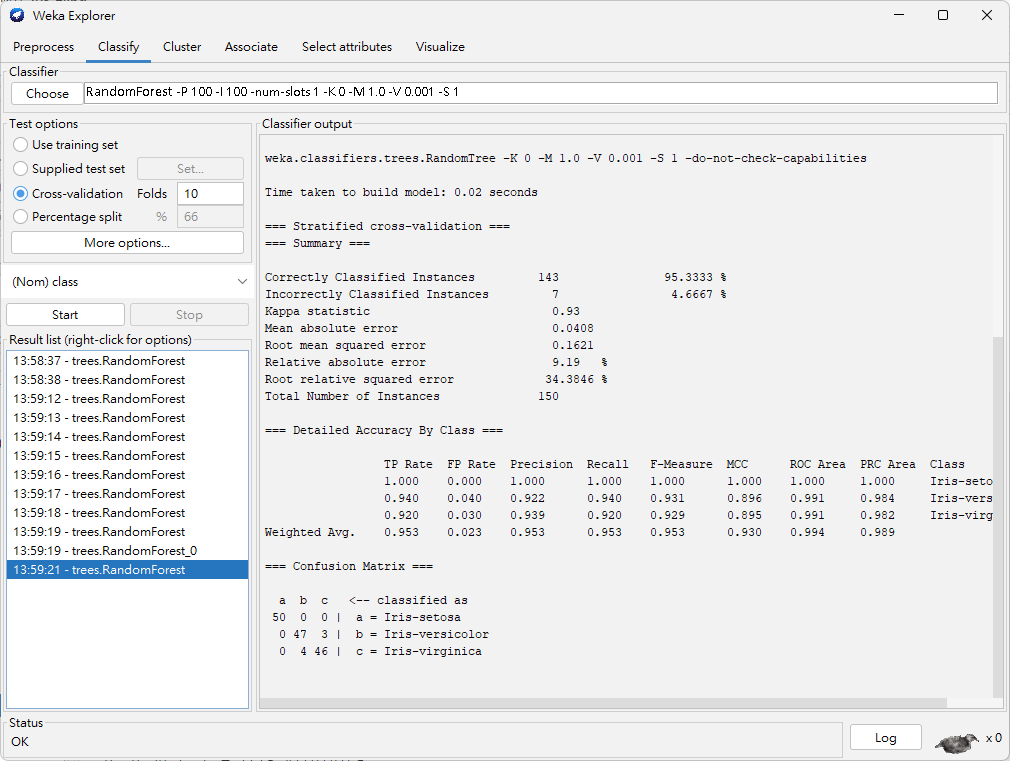 Weka Explorer
Preprocess Classify Cluster Associate Select attributes Visualize
Classifier
Choose RandomForest -P 100 -I 100 -num-slots 1 -K 0 -M 1.0 -V 0.001 -S 1
Test options
Use training set
Supplied test set Set...
Cross-validation Folds 10
Percentage split % 66
More options...
(Nom) class
Start Stop
Result list (right-click for options)
13:58:37 - trees.RandomForest
13:58:38 - trees.RandomForest
13:59:12 - trees.RandomForest
13:59:13 - trees.RandomForest
13:59:14 - trees.RandomForest
13:59:15 - trees.RandomForest
13:59:16 - trees.RandomForest
13:59:17 - trees.RandomForest
13:59:18 - trees.RandomForest
13:59:19 - trees.RandomForest
13:59:19 - trees.RandomForest_0
13:59:21 - trees.RandomForest
Classifier output
weka.classifiers.trees.RandomTree -K 0 -M 1.0 -V 0.001 -S 1 -do-not-check-capabilities
Time taken to build model: 0.02 seconds
=== Stratified cross-validation ===
=== Summary ===
Correctly Classified Instances 143 95.3333 %
Incorrectly Classified Instances 7 4.6667 %
Kappa statistic 0.93
Mean absolute error 0.0408
Root mean squared error 0.1621
Relative absolute error 9.19 %
Root relative squared error 34.3846 %
Total Number of Instances 150
=== Detailed Accuracy By Class ===
TP Rate FP Rate Precision Recall F-Measure MCC ROC Area PRC Area Class
1.000 0.000 1.000 1.000 1.000 1.000 1.000 1.000 Iris-seto
0.940 0.040 0.922 0.940 0.931 0.896 0.991 0.984 Iris-vers
0.920 0.030 0.939 0.920 0.929 0.895 0.991 0.982 Iris-virg
Weighted Avg. 0.953 0.023 0.953 0.953 0.953 0.930 0.994 0.989
=== Confusion Matrix ===
a b c <-- classified as
50 0 0 | a = Iris-setosa
0 47 3 | b = Iris-versicolor
0 4 46 | c = Iris-virginica
Status
OK
Log x 0